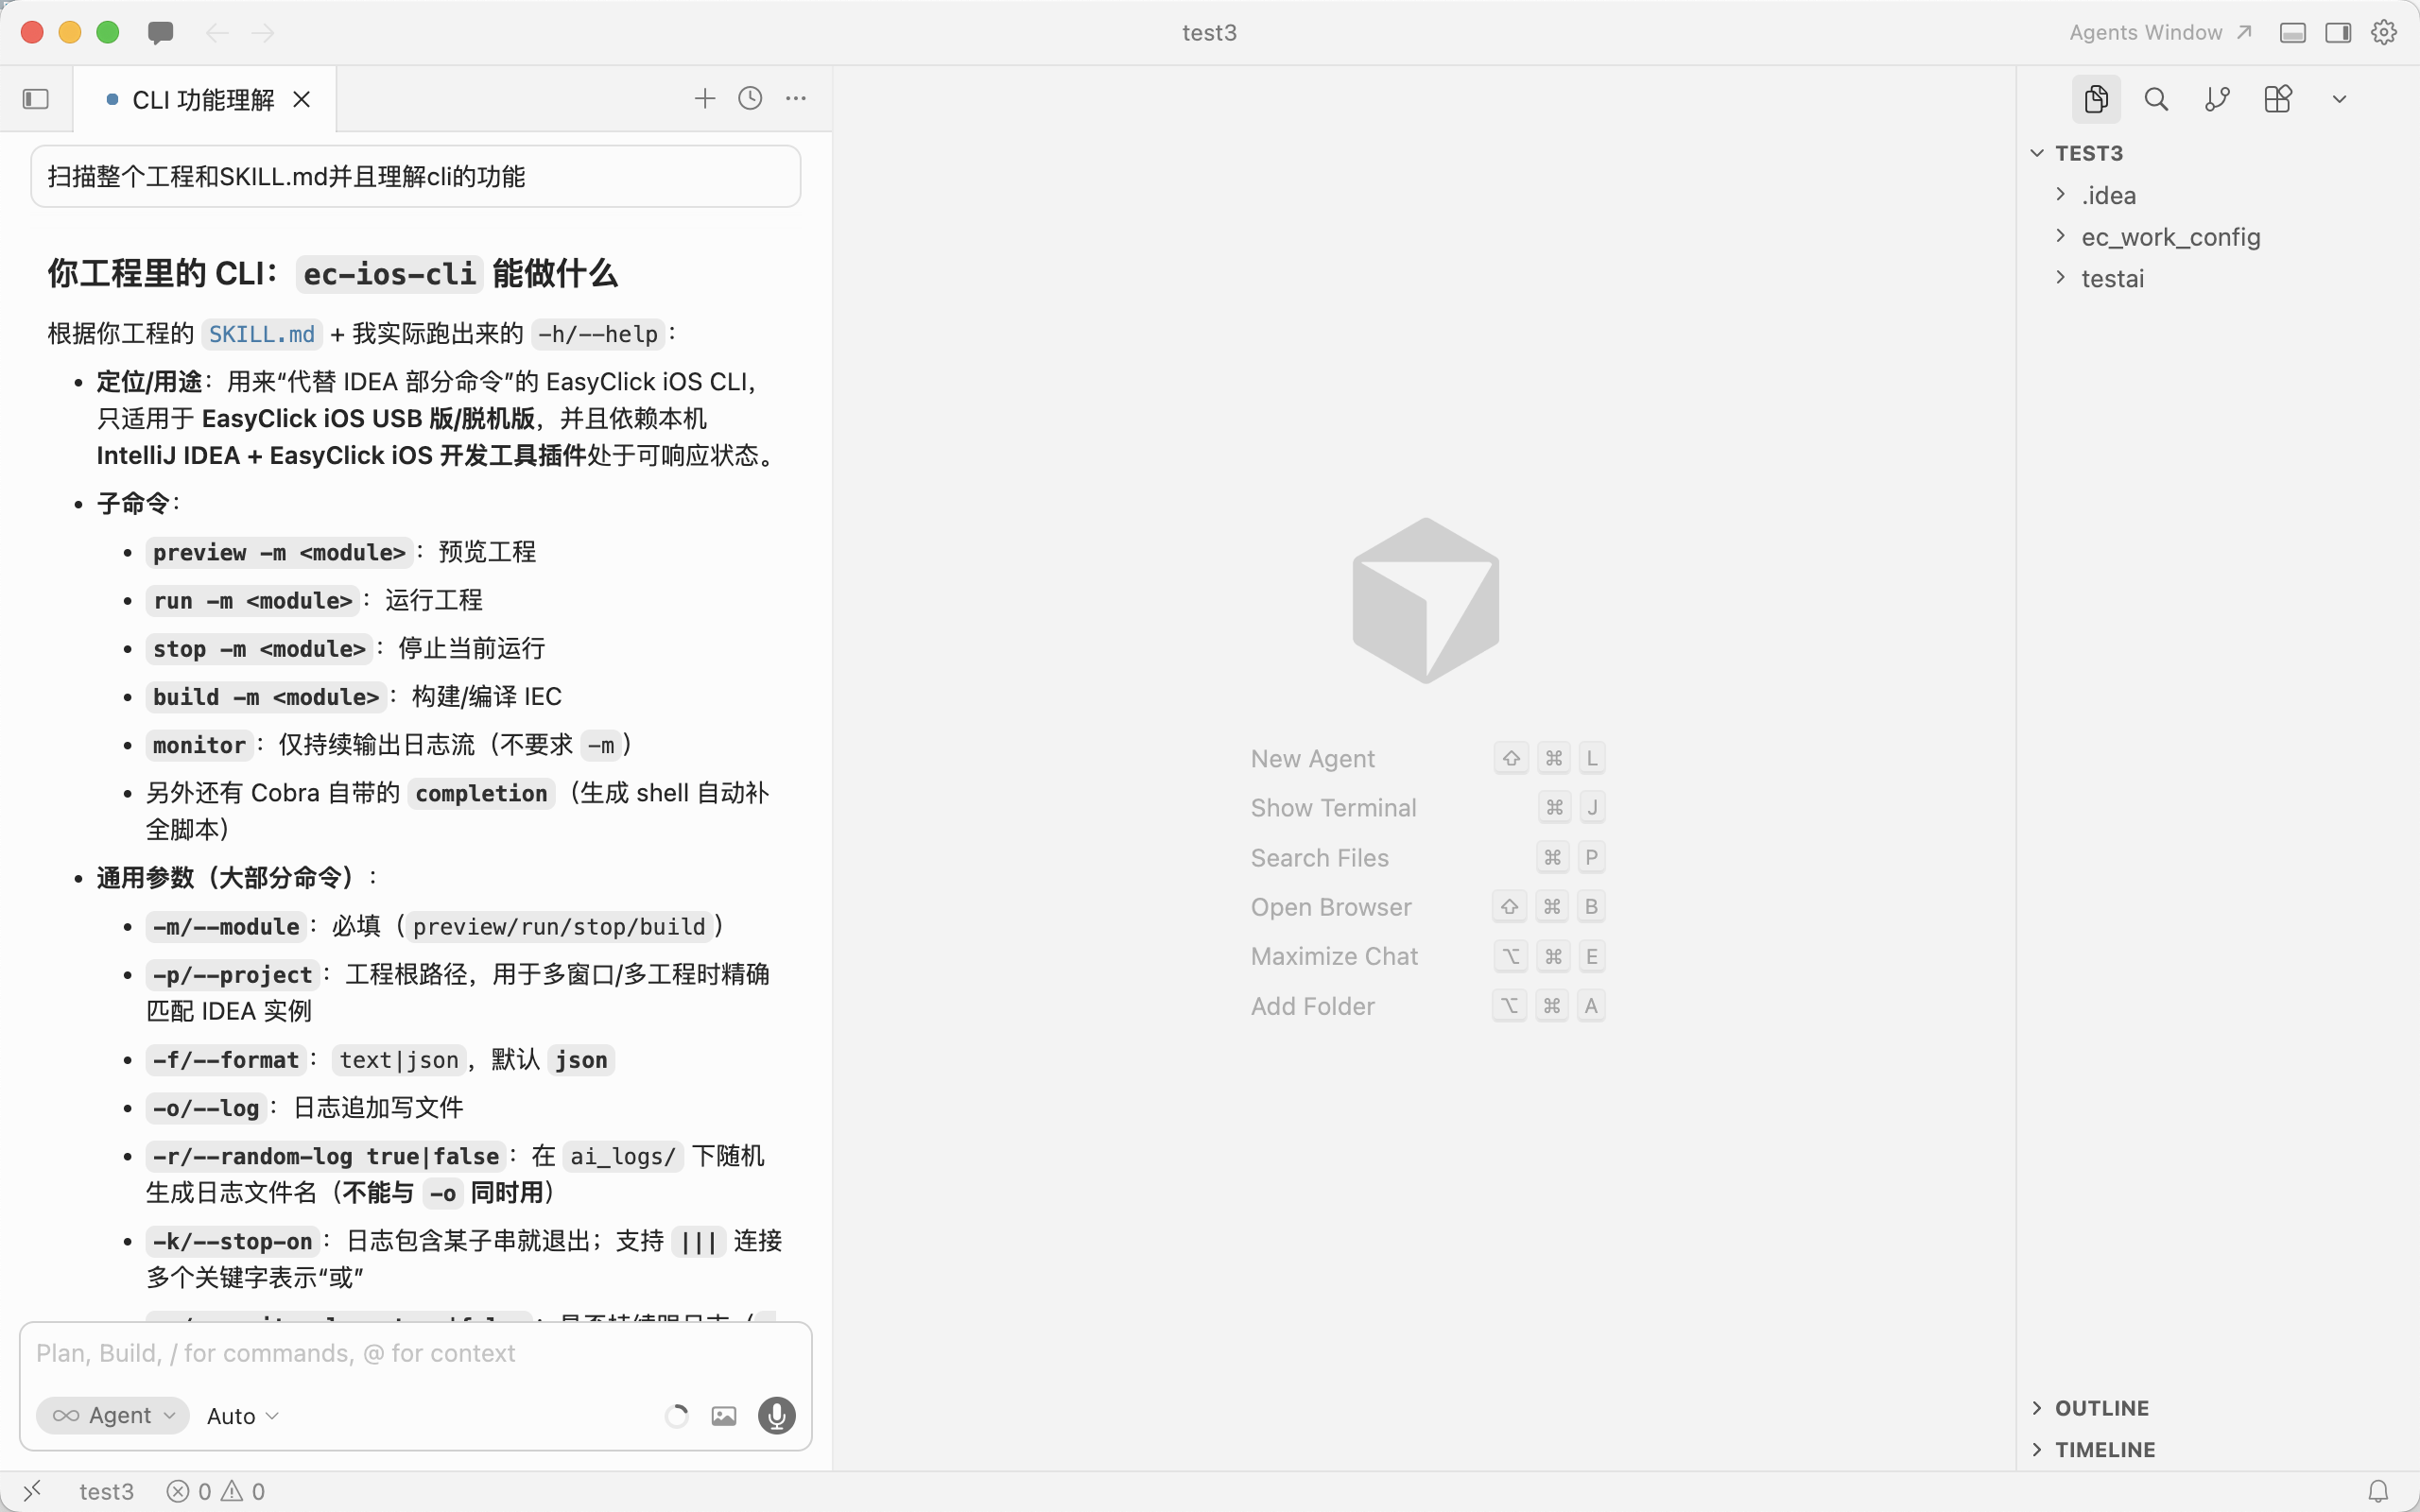 test3
Agents Window
CLI 功能理解
扫描整个工程和SKILL.md并且理解cli的功能
你工程里的 CLI： ec-ios-cli 能做什么
根据你工程的 SKILL.md + 我实际跑出来的 -h/--help：
• 定位/用途：用来“代替 IDEA 部分命令”的 EasyClick iOS CLI，
只适用于 EasyClick iOS USB 版/脱机版，并且依赖本机
IntelliJ IDEA + EasyClick iOS 开发工具插件处于可响应状态。
• 子命令：
• preview -m <module>：预览工程
• run -m <module>：运行工程
• stop -m <module>：停止当前运行
• build -m <module>：构建/编译 IEC
• monitor：仅持续输出日志流（不要求 -m）
• 另外还有 Cobra 自带的 completion（生成 shell 自动补
全脚本）
• 通用参数（大部分命令）：
• -m/--module：必填（preview/run/stop/build）
• -p/--project：工程根路径，用于多窗口/多工程时精确
匹配 IDEA 实例
• -f/--format：text|json，默认 json
• -o/--log：日志追加写文件
• -r/--random-log true|false：在 ai_logs/ 下随机
生成日志文件名（不能与 -o 同时用）
• -k/--stop-on：日志包含某子串就退出；支持 ||| 连接
多个关键字表示“或”
Plan, Build, / for commands, @ for context
Agent
Auto
New Agent ⇧ ⌘ L
Show Terminal ⌘ J
Search Files ⌘ P
Open Browser ⇧ ⌘ B
Maximize Chat ⌥ ⌘ E
Add Folder ⌥ ⌘ A
TEST3
.idea
ec_work_config
testai
OUTLINE
TIMELINE
test3 0 0